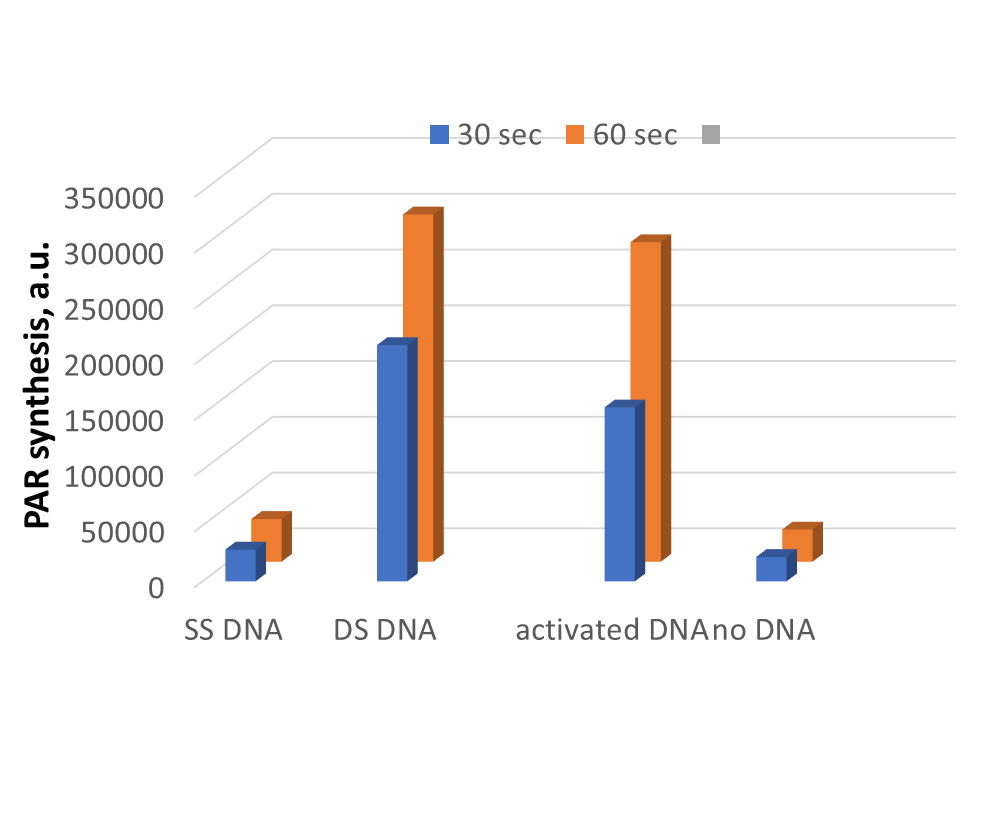 30 sec 60 sec
350000
300000
250000
200000
150000
100000
50000
0
PAR synthesis, a.u.
SS DNA DS DNA activated DNA no DNA